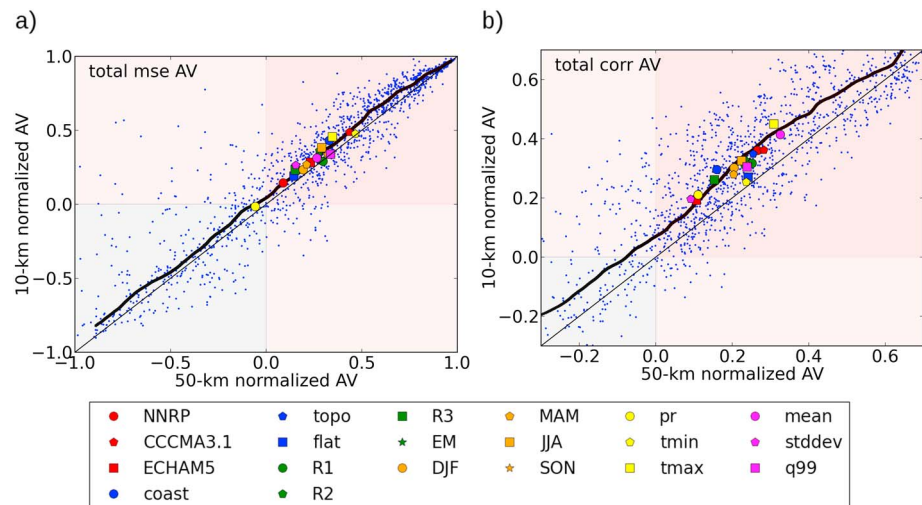 a)
b)
total mse AV
total corr AV
1.0
0.5
0.0
−0.5
−1.0
10-km normalized AV
−1.0 −0.5 0.0 0.5 1.0
50-km normalized AV
0.6
0.4
0.2
0.0
−0.2
10-km normalized AV
−0.2 0.0 0.2 0.4 0.6
50-km normalized AV
NNRP topo R3 MAM pr mean
CCCMA3.1 flat EM JJA tmin stddev
ECHAM5 R1 DJF SON tmax q99
coast R2